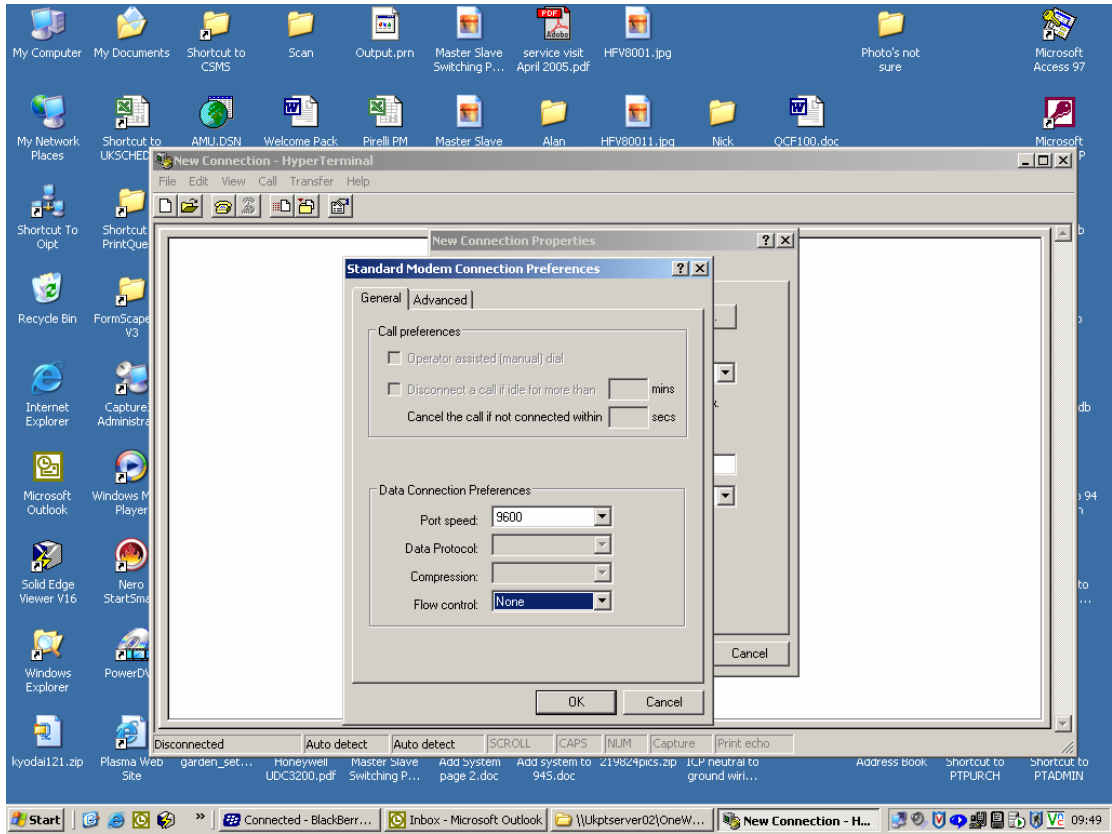 My Computer
My Documents
Shortcut to
CSMS
Scan
Output.prn
Master Slave
Switching P...
service visit
April 2005.pdf
HFV8001.jpg
Photo's not
sure
Microsoft
Access 97
My Network
Places
Shortcut to
UKSCHED
AMU.DSN
Welcome Pack
Pirelli PM
Master Slave
Alan
HFV80011.jpg
Nick
QCF100.doc
Microsoft
P
New Connection - HyperTerminal
File Edit View Call Transfer Help
Shortcut To
Oipt
Shortcut
PrintQue
b
New Connection Properties
Standard Modem Connection Preferences
General
Advanced
Call preferences
Operator assisted (manual) dial
Disconnect a call if idle for more than mins
Cancel the call if not connected within secs
Recycle Bin
FormScape
V3
Internet
Explorer
Capture
Administra
db
Microsoft
Outlook
Windows M
Player
94
Data Connection Preferences
Port speed: 9600
Data Protocol:
Compression:
Flow control: None
Solid Edge
Viewer V16
Nero
StartSma
to
...
Windows
Explorer
PowerDV
Cancel
OK
Cancel
Disconnected
Auto detect
Auto detect
SCROLL
CAPS
NUM
Capture
Print echo
kyodai121.zip
Plasma Web
Site
garden_set...
Honeywell
UDC3200.pdf
Master Slave
Switching P...
Add System
page 2.doc
Add system to
945.doc
219824pics.zip
ICP neutral to
ground wiri...
Address Book
Shortcut to
PTPURCH
Shortcut to
PTADMIN
Start
»
Connected - BlackBerr...
Inbox - Microsoft Outlook
\\Ukptserver02\OneW...
New Connection - H...
09:49